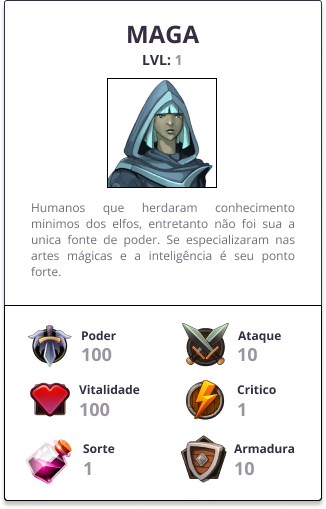 MAGA
LVL: 1
Humanos que herdaram conhecimento
minimos dos elfos, entretanto não foi sua a
unica fonte de poder. Se especializaram nas
artes mágicas e a inteligência é seu ponto
forte.
Poder
100
Ataque
10
Vitalidade
100
Critico
1
Sorte
1
Armadura
10